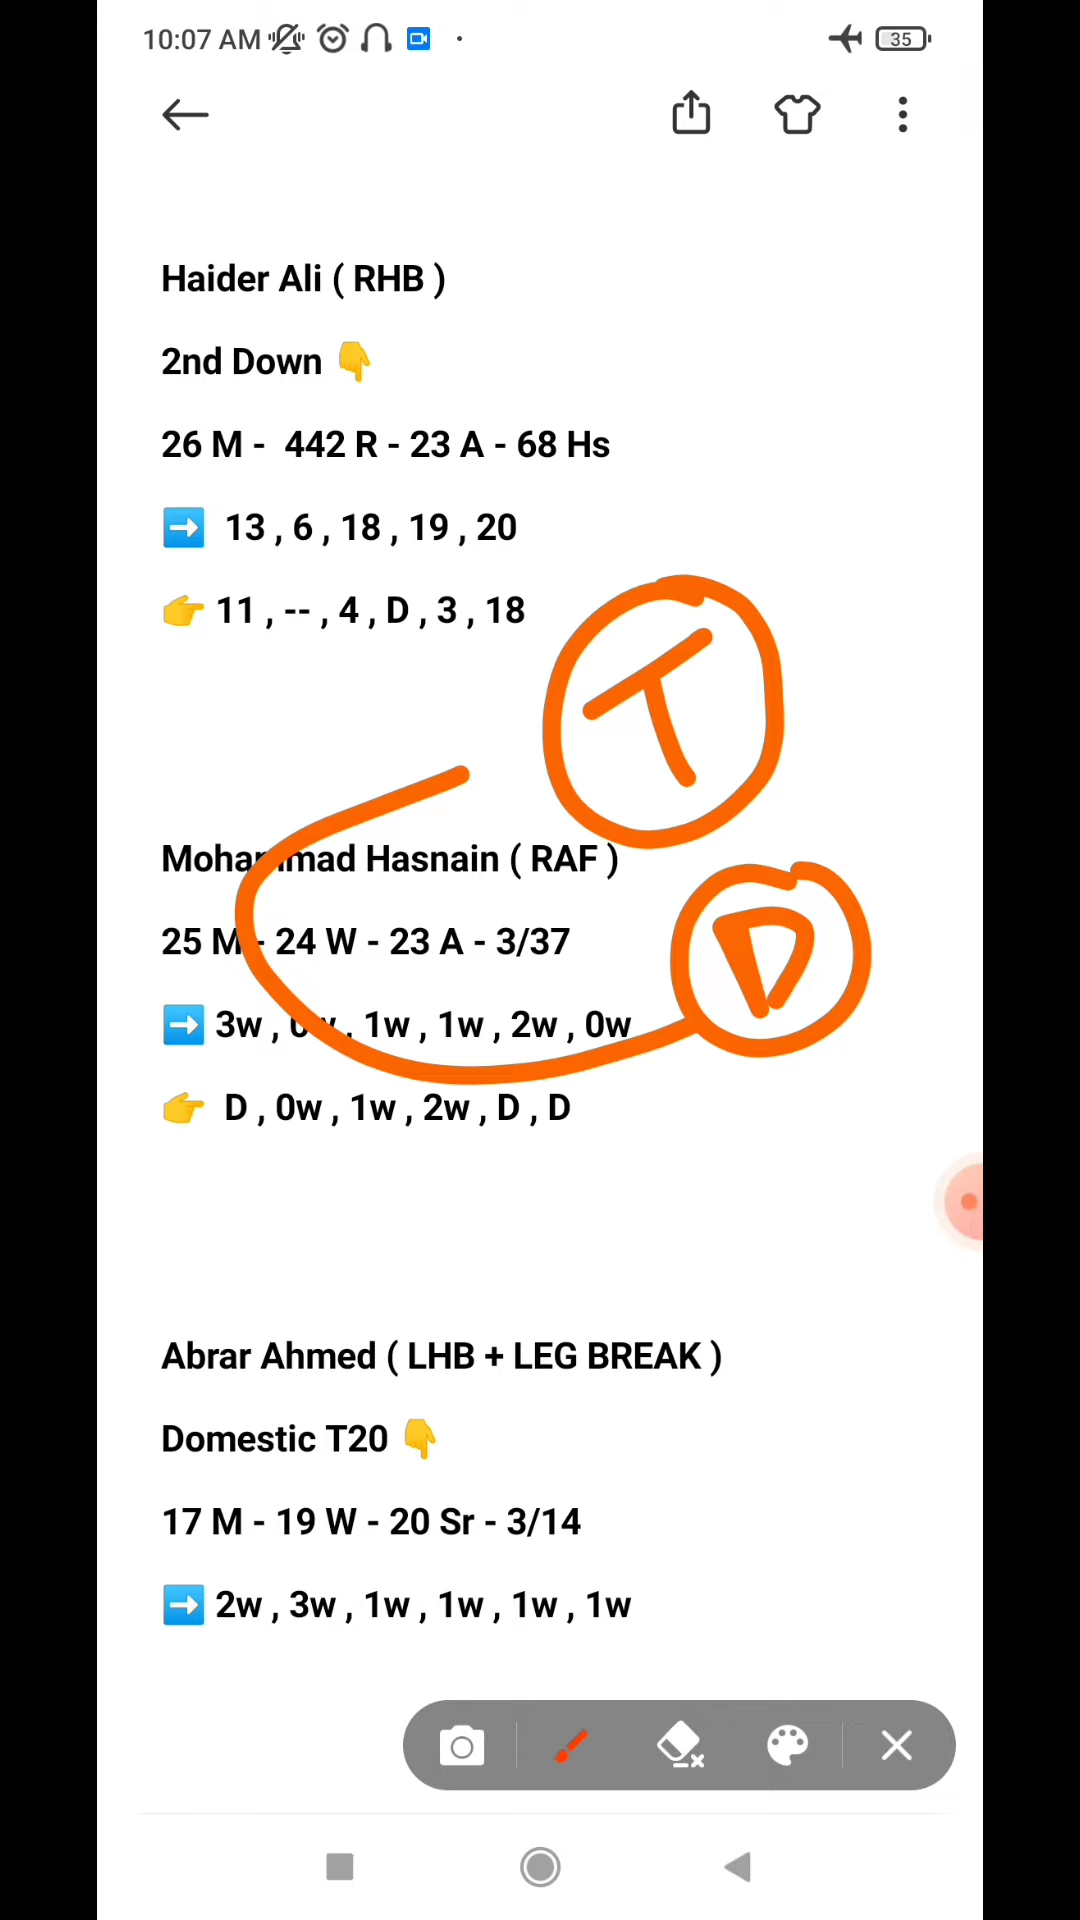 10:07 AM
35
Haider Ali ( RHB )
2nd Down 👇
26 M - 442 R - 23 A - 68 Hs
➡️ 13 , 6 , 18 , 19 , 20
👉 11 , -- , 4 , D , 3 , 18
T
Mohammad Hasnain ( RAF )
25 M - 24 W - 23 A - 3/37
D
➡️ 3w , 0w , 1w , 1w , 2w , 0w
👉 D , 0w , 1w , 2w , D , D
Abrar Ahmed ( LHB + LEG BREAK )
Domestic T20 👇
17 M - 19 W - 20 Sr - 3/14
➡️ 2w , 3w , 1w , 1w , 1w , 1w